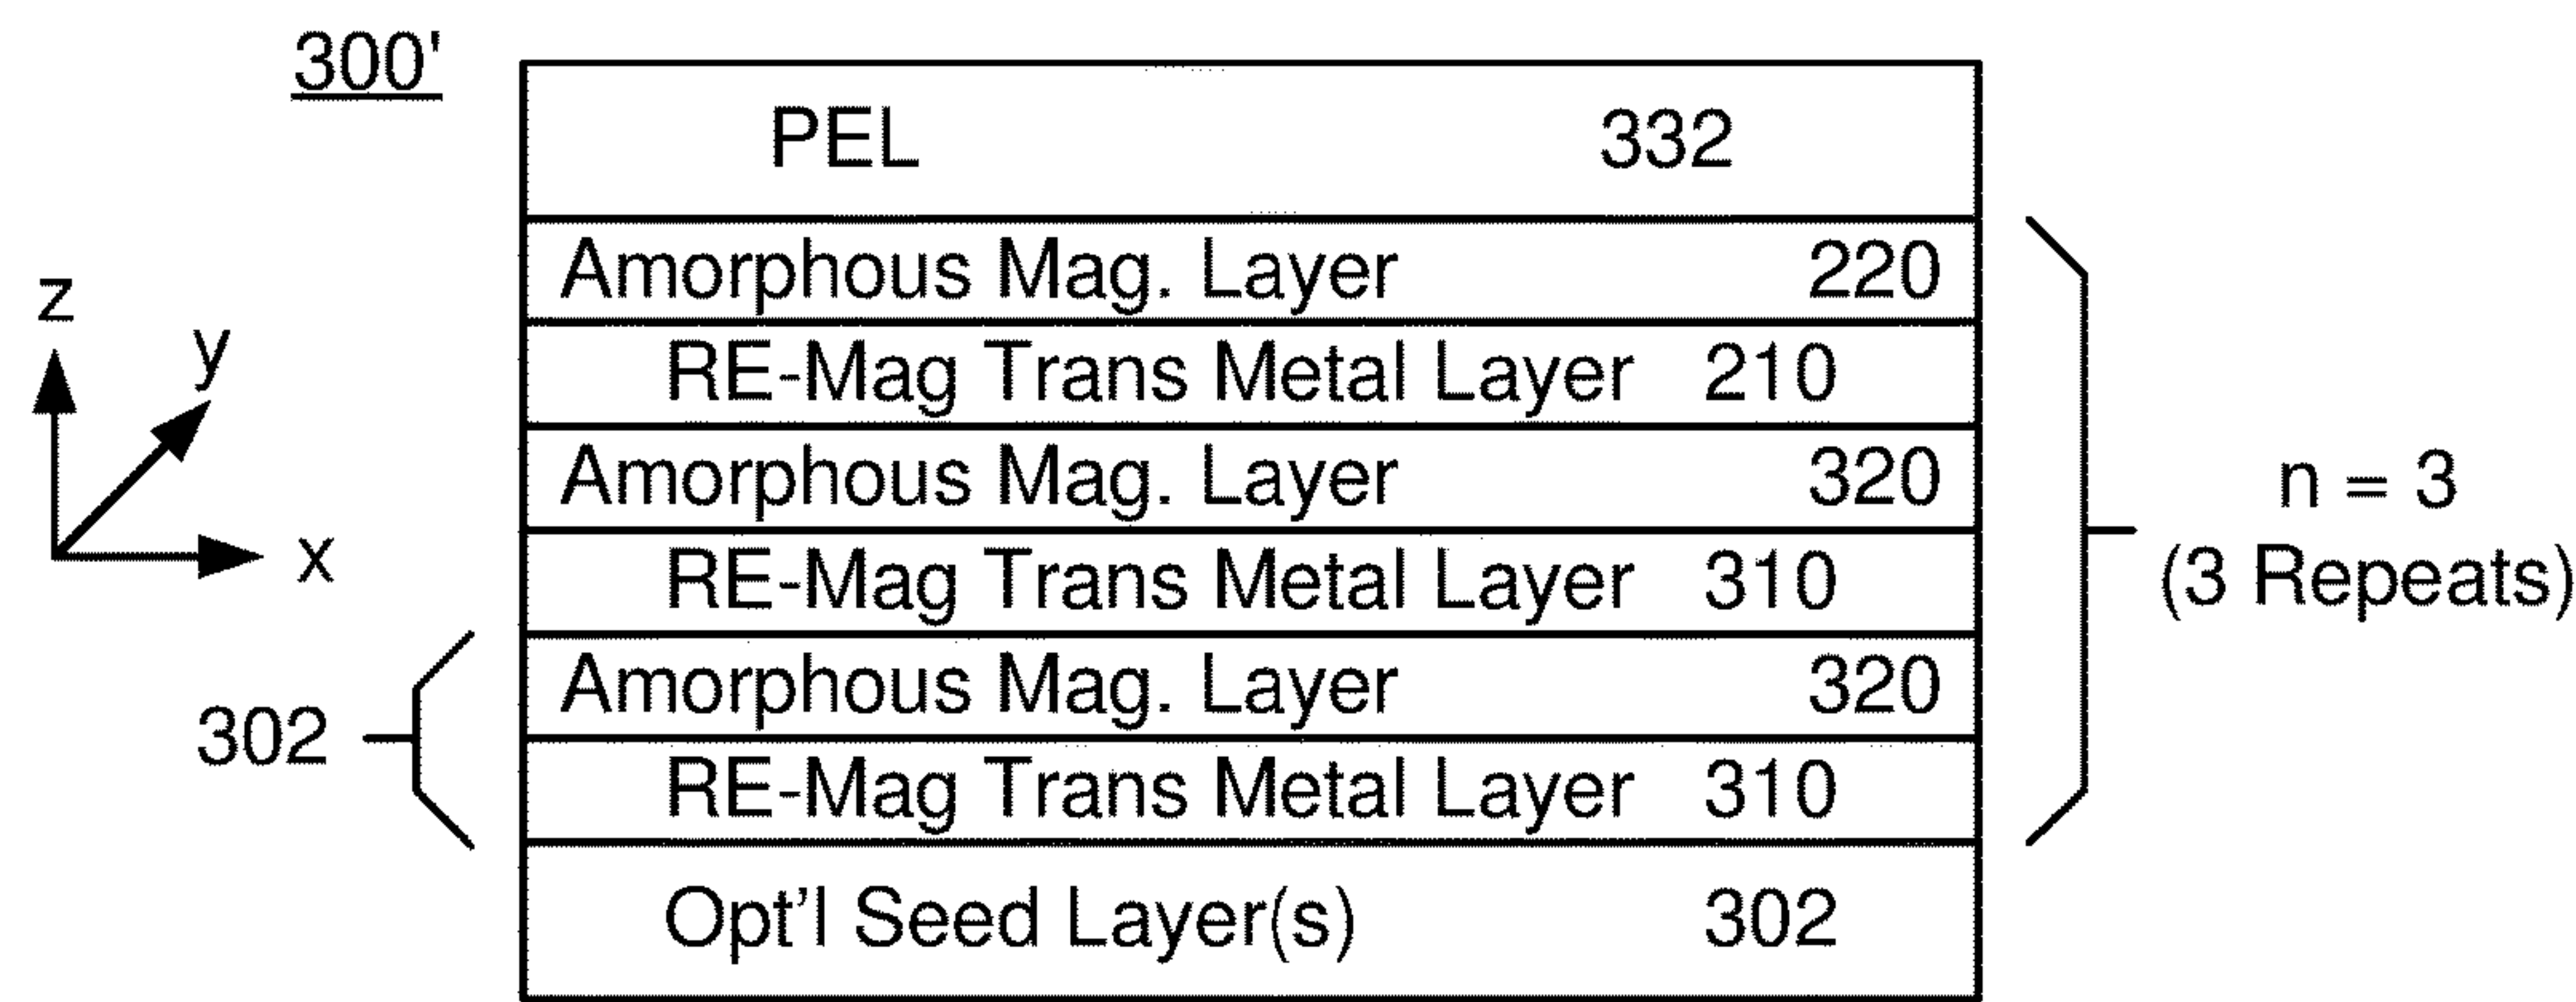 300'
PEL 332
Amorphous Mag. Layer 220
z
y
RE-Mag Trans Metal Layer 210
Amorphous Mag. Layer 320
n = 3
x
RE-Mag Trans Metal Layer 310
(3 Repeats)
Amorphous Mag. Layer 320
302
RE-Mag Trans Metal Layer 310
Opt'l Seed Layer(s) 302